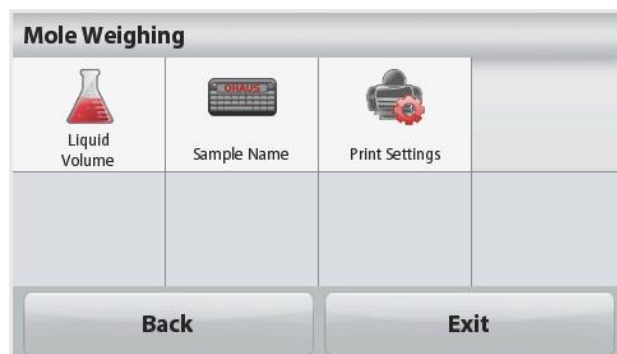 Mole Weighing
OHAUS
Liquid
Volume
Sample Name
Print Settings
Back
Exit